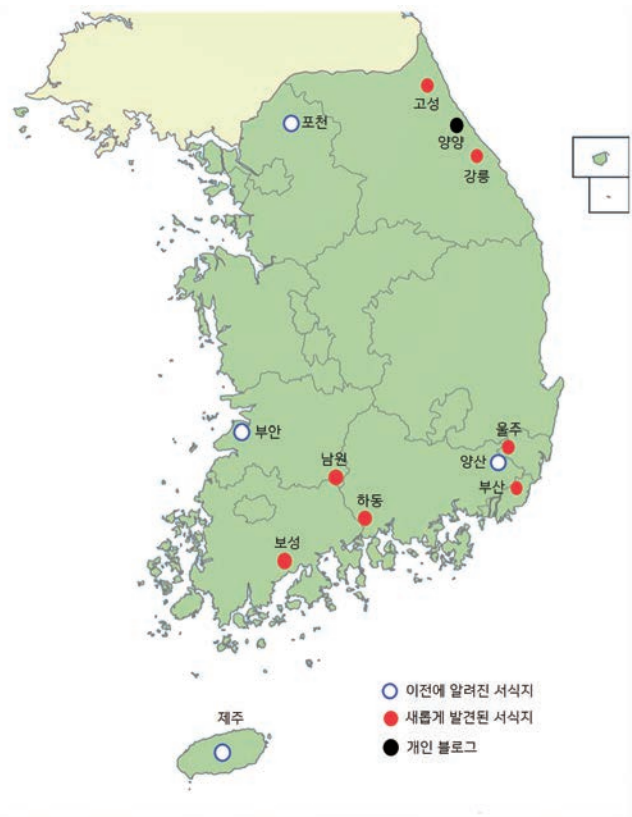 고성
포천
양양
강릉
울주
부안
양산
남원
부산
하동
보성
제주
이전에 알려진 서식지
새롭게 발견된 서식지
개인 블로그